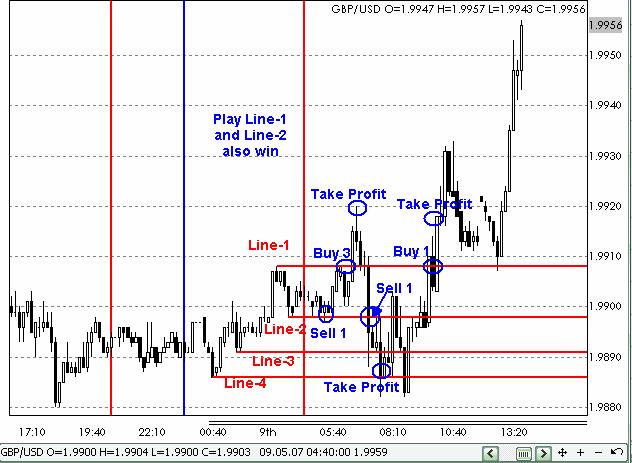 GBP/USD O=1.9947 H=1.9957 L=1.9943 C=1.9956
1.9956
1.9950
1.9940
1.9930
1.9920
1.9910
1.9900
1.9890
1.9880
Play Line-1
and Line-2
also win
Take Profit
Take Profit
Line-1
Buy 3
Buy 1
Sell 1
Line-2
Sell 1
Line-3
Line-4
Take Profit
17:10 19:40 22:10 00:40 9th 05:40 08:10 10:40 13:20
GBP/USD O=1.9900 H=1.9904 L=1.9900 C=1.9903 09.05.07 04:40:00 1.9959